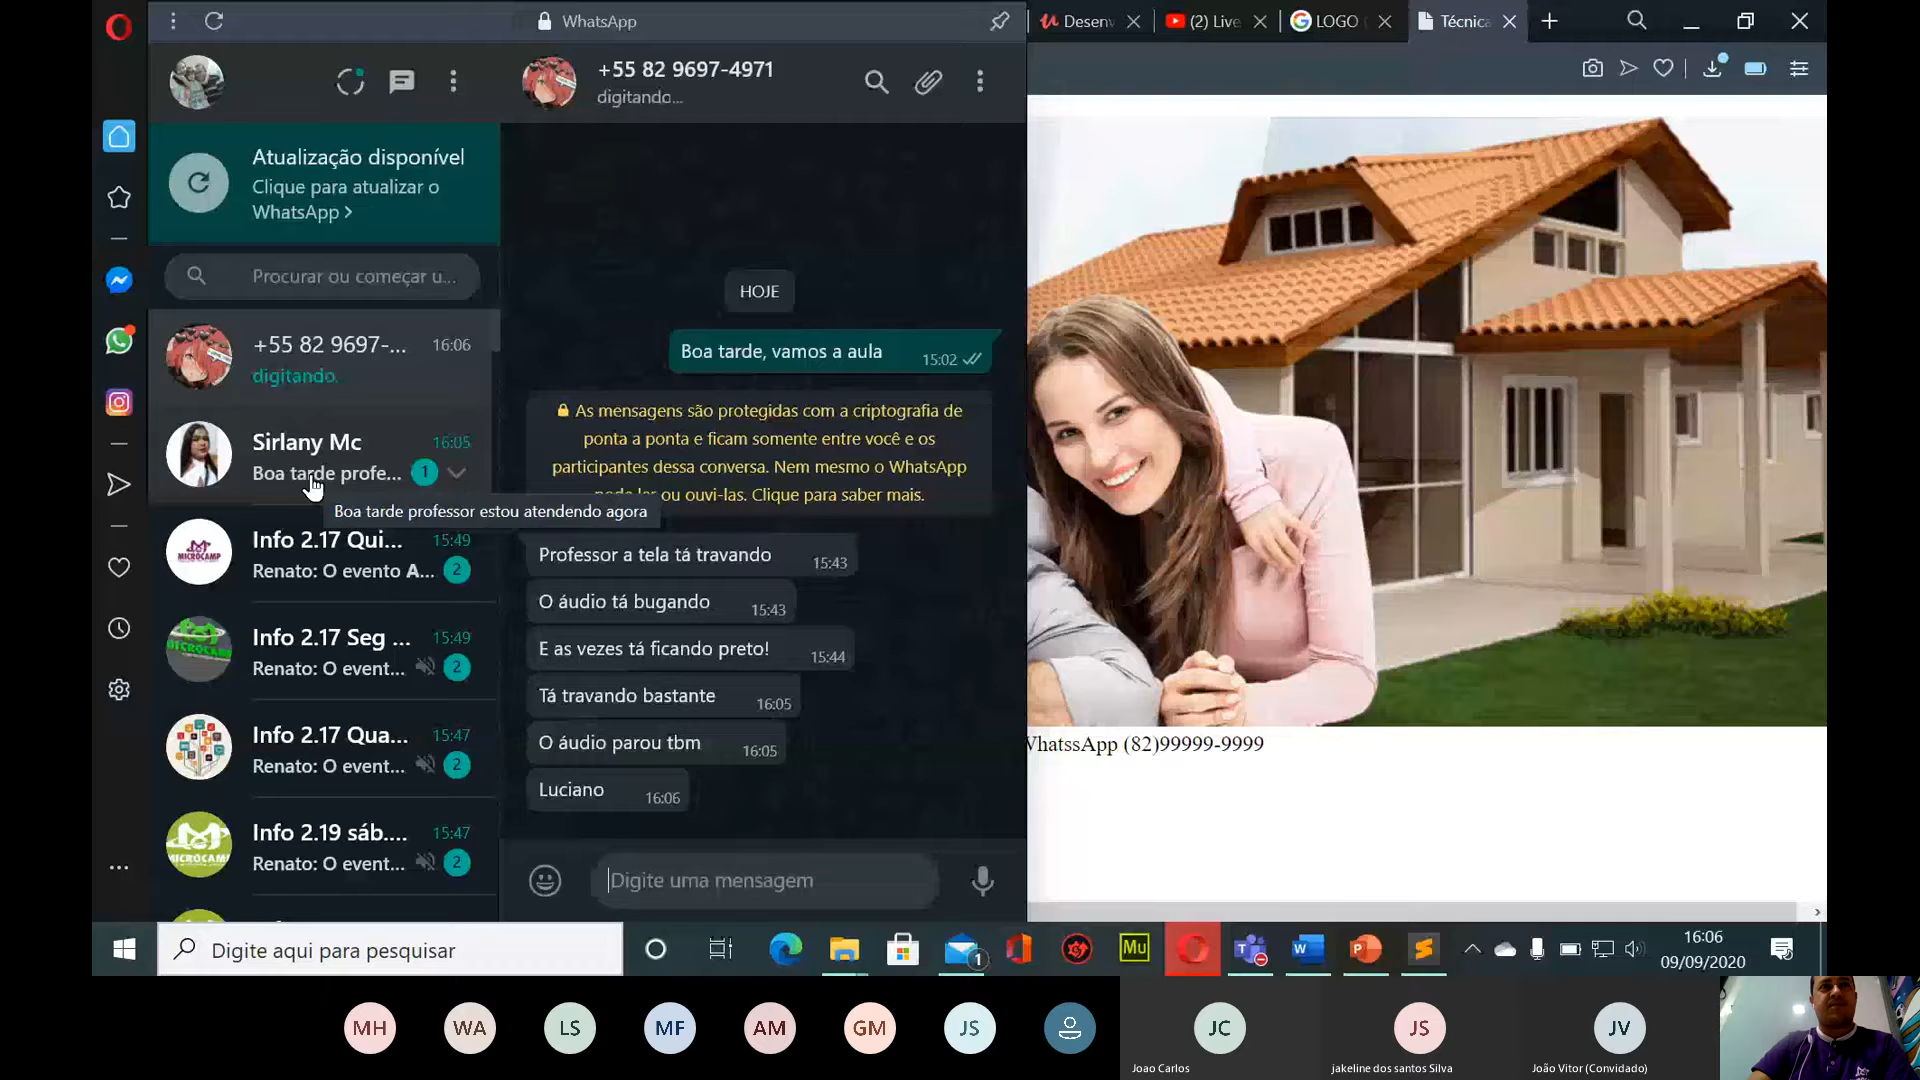 WhatsApp
Desenv
(2) Live
LOGO
Técnica
+55 82 9697-4971
digitando...
Atualização disponível
Clique para atualizar o
WhatsApp >
Procurar ou começar u...
HOJE
Boa tarde, vamos a aula
15:02
As mensagens são protegidas com a criptografia de
ponta a ponta e ficam somente entre você e os
participantes dessa conversa. Nem mesmo o WhatsApp
ou ouvi-las. Clique para saber mais.
+55 82 9697-...
16:06
digitando.
Sirlany Mc
16:05
Boa tarde profe...
1
Boa tarde professor estou atendendo agora
Info 2.17 Qui...
15:49
Renato: O evento A...
2
MICROCAMP
Info 2.17 Seg ...
15:49
Renato: O event...
2
MICROCAMP
Info 2.17 Qua...
15:47
Renato: O event...
2
Info 2.19 sáb....
15:47
Renato: O event...
2
MICROCAMP
Professor a tela tá travando
15:43
O áudio tá bugando
15:43
E as vezes tá ficando preto!
15:44
Tá travando bastante
16:05
O áudio parou tbm
16:05
Luciano
16:06
Digite uma mensagem
WhatssApp (82)99999-9999
Digite aqui para pesquisar
1
Mu
16:06
09/09/2020
MH
WA
LS
MF
AM
GM
JS
JC
JS
JV
Joao Carlos
jakeline dos santos Silva
João Vitor (Convidado)